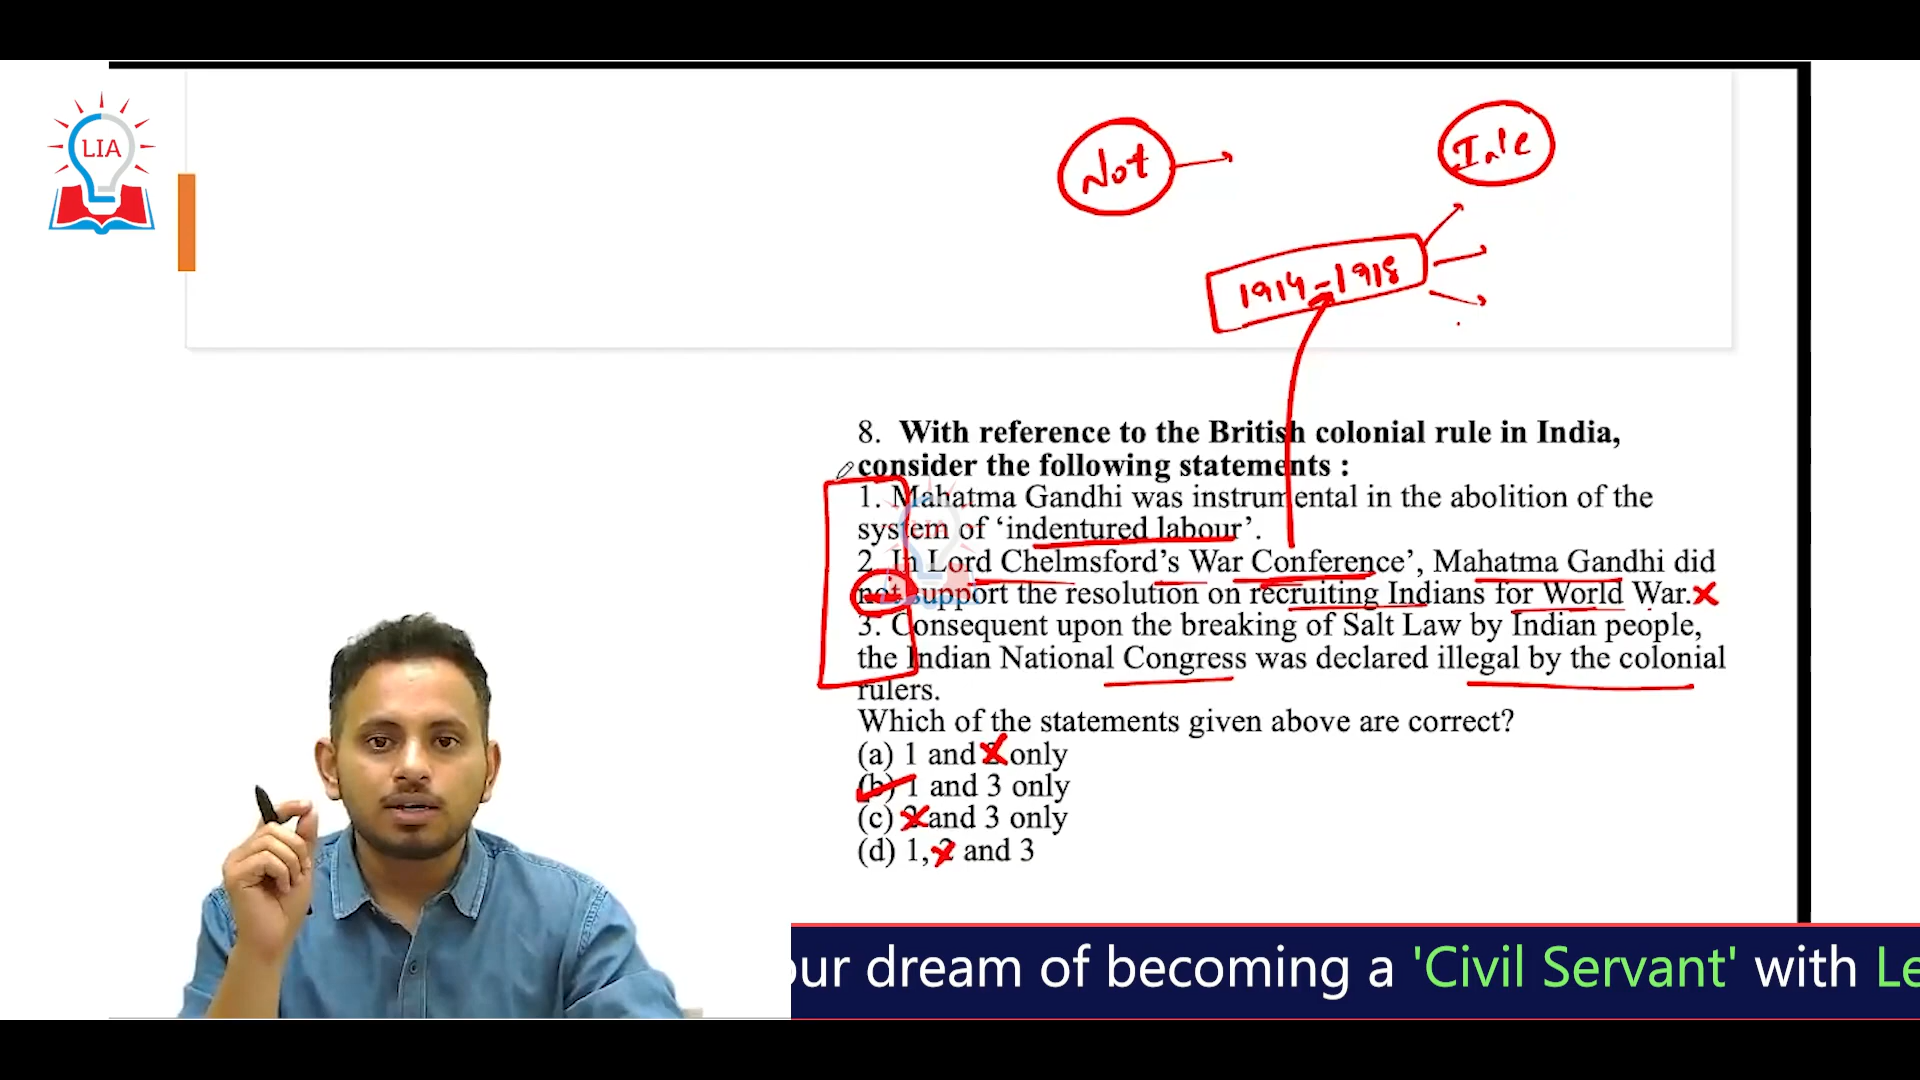 LIA
Not
Inle
1914-1918
8. With reference to the British colonial rule in India,
consider the following statements :
1. Mahatma Gandhi was instrumental in the abolition of the
system of ‘indentured labour’.
2. In Lord Chelmsford’s War Conference’, Mahatma Gandhi did
not support the resolution on recruiting Indians for World War.
3. Consequent upon the breaking of Salt Law by Indian people,
the Indian National Congress was declared illegal by the colonial
rulers.
Which of the statements given above are correct?
(a) 1 and 2 only
(b) 1 and 3 only
(c) 2 and 3 only
(d) 1, 2 and 3
our dream of becoming a 'Civil Servant' with Le